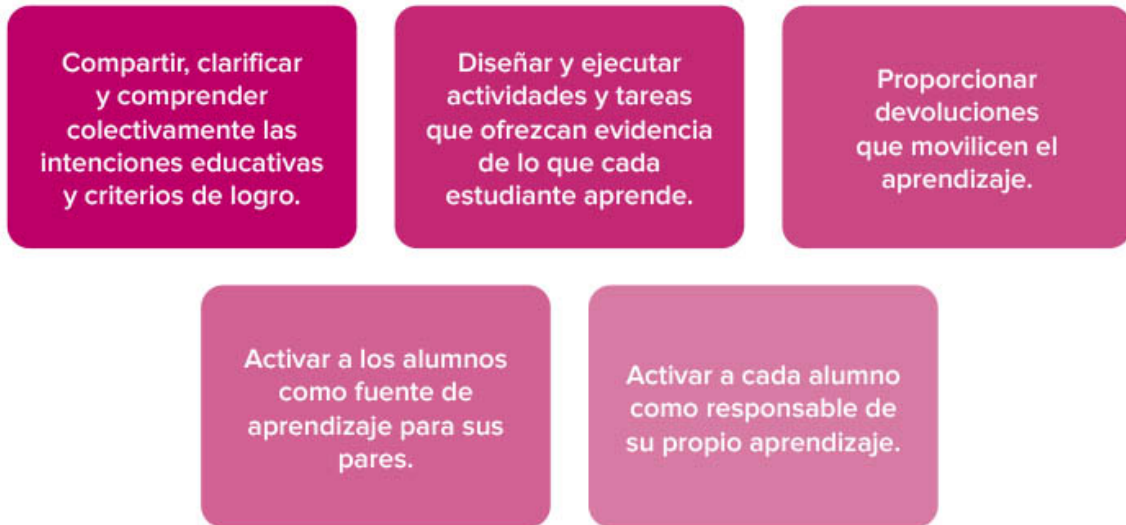 Compartir, clarificar
y comprender
colectivamente las
intenciones educativas
y criterios de logro.
Diseñar y ejecutar
actividades y tareas
que ofrezcan evidencia
de lo que cada
estudiante aprende.
Proporcionar
devoluciones
que movilicen el
aprendizaje.
Activar a los alumnos
como fuente de
aprendizaje para sus
pares.
Activar a cada alumno
como responsable de
su propio aprendizaje.